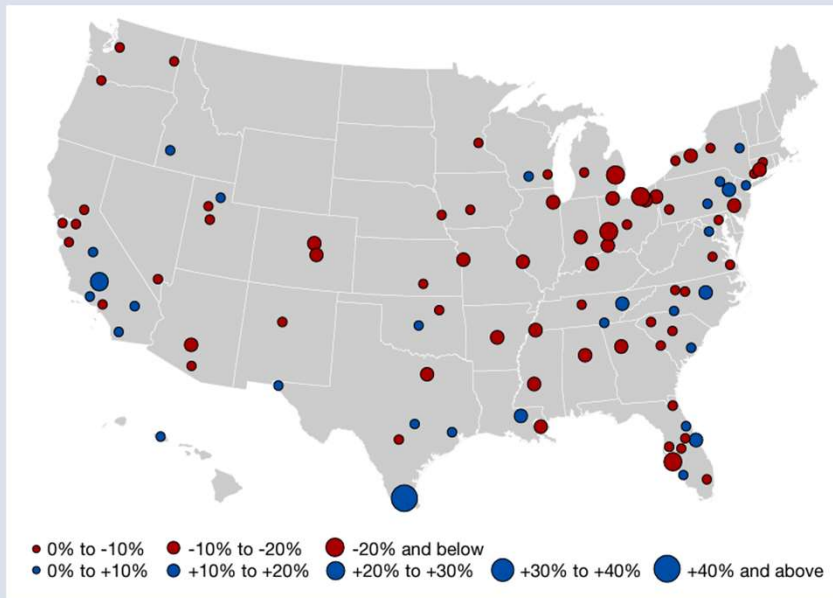 0% to -10% -10% to -20% -20% and below
0% to +10% +10% to +20% +20% to +30% +30% to +40% +40% and above